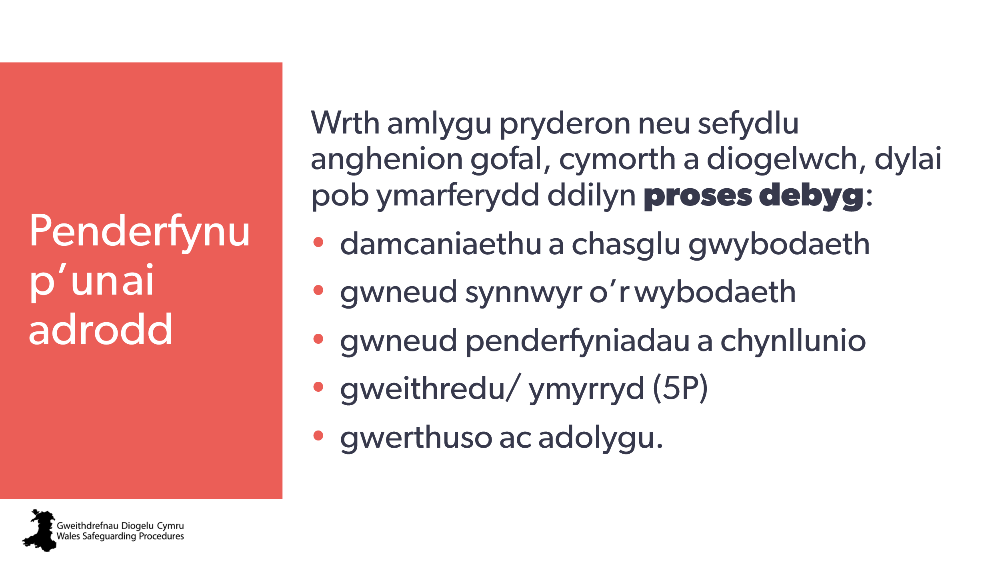 Penderfynu
p’unai
adrodd
Wrth amlygu pryderon neu sefydlu
anghenion gofal, cymorth a diogelwch, dylai
pob ymarferydd ddilyn proses debyg:
• damcaniaethu a chasglu gwybodaeth
• gwneud synnwyr o’r wybodaeth
• gwneud penderfyniadau a chynllunio
• gweithredu/ ymyrryd (5P)
• gwerthuso ac adolygu.
Gweithdrefnau Diogelu Cymru
Wales Safeguarding Procedures